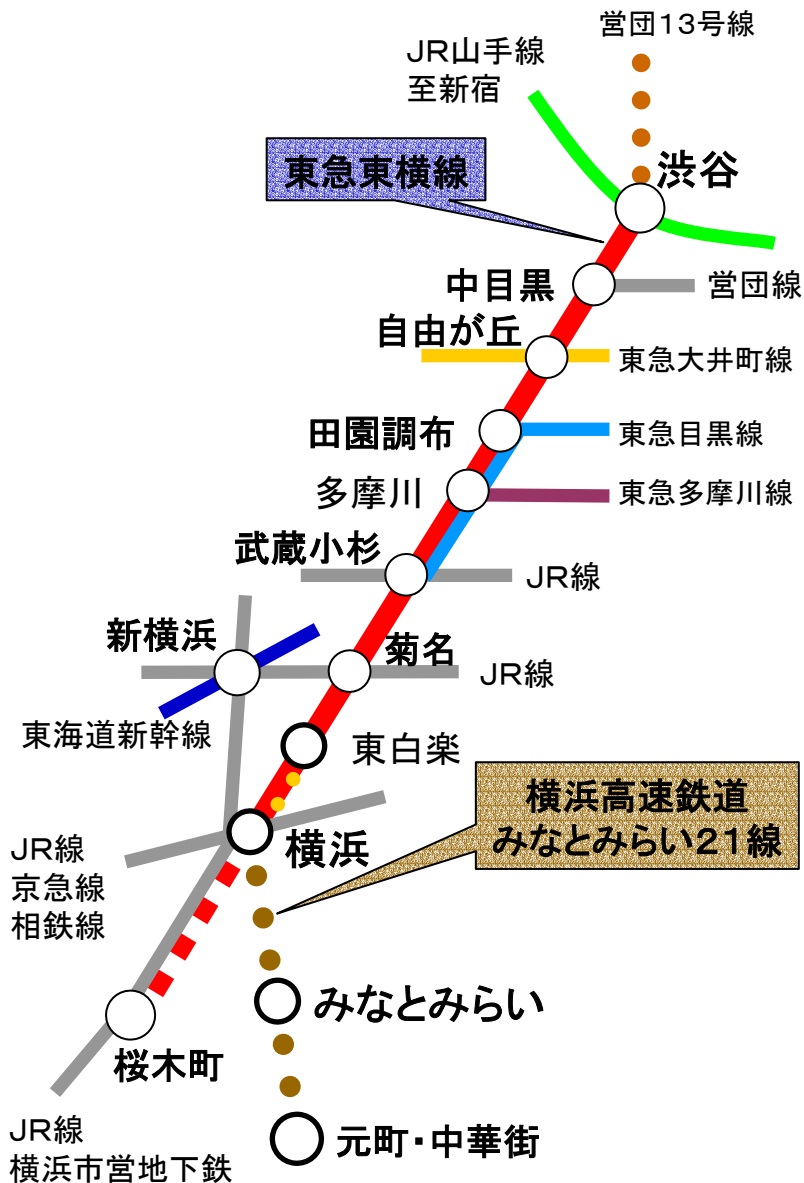 営団13号線
JR山手線
至新宿
東急東横線
渋谷
中目黒
営団線
自由が丘
東急大井町線
田園調布
東急目黒線
多摩川
東急多摩川線
武蔵小杉
JR線
新横浜
菊名
JR線
東海道新幹線
東白楽
横浜高速鉄道
みなとみらい21線
横浜
JR線
京急線
相鉄線
みなとみらい
桜木町
JR線
横浜市営地下鉄
元町・中華街